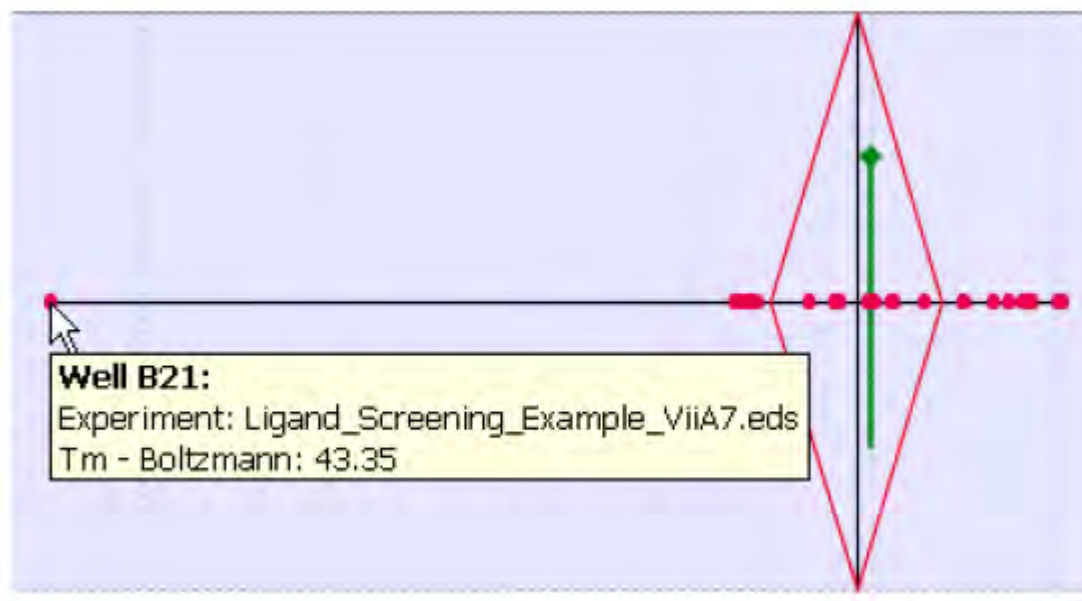 Well B21:
Experiment: Ligand_Screening_Example_ViiA7.eds
Tm - Boltzmann: 43.35